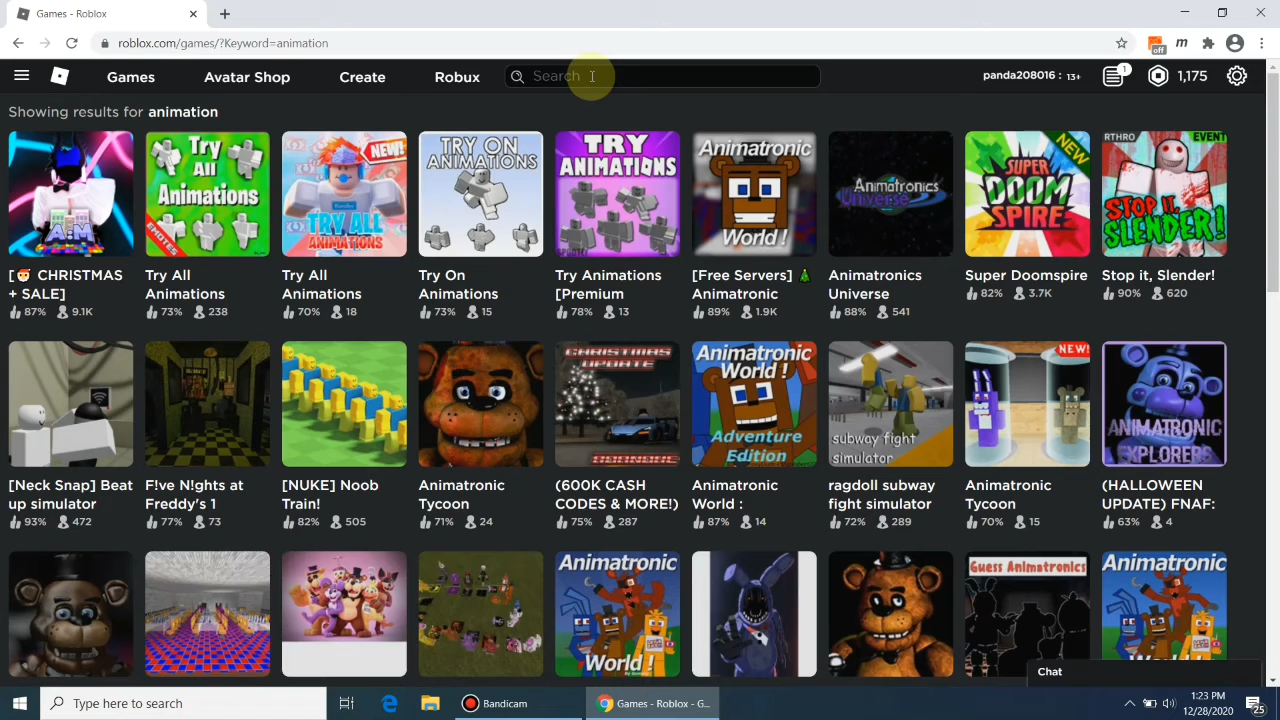 Games - Roblox
roblox.com/games/?Keyword=animation
off
m
Games
Avatar Shop
Create
Robux
Search
panda208016 : 13+
1
1,175
Showing results for animation
AIM
Try All Animations
EMOTES
NEW!
TRY ALL ANIMATIONS
TRY ON ANIMATIONS
TRY ANIMATIONS
Animatronic World !
Animatronics Universe
NEW
SUPER DOOM SPIRE
RTHRO EVENT
STOP IT, SLENDER!
[🎅 CHRISTMAS + SALE]
87% 9.1K
Try All Animations
73% 238
Try All Animations
70% 18
Try On Animations
73% 15
Try Animations [Premium
78% 13
[Free Servers] 🎄 Animatronic
89% 1.9K
Animatronics Universe
88% 541
Super Doomspire
82% 3.7K
Stop it, Slender!
90% 620
CHRISTMAS UPDATE
Animatronic World !
Adventure Edition
subway fight simulator
NEW!
ANIMATRONIC EXPLORERS
[Neck Snap] Beat up simulator
93% 472
F!ve N!ghts at Freddy's 1
77% 73
[NUKE] Noob Train!
82% 505
Animatronic Tycoon
71% 24
(600K CASH CODES & MORE!)
75% 287
Animatronic World :
87% 14
ragdoll subway fight simulator
72% 289
Animatronic Tycoon
70% 15
(HALLOWEEN UPDATE) FNAF:
63% 4
Animatronic World !
Guess Animatronics
Animatronic World !
Chat
Type here to search
Bandicam
Games - Roblox - G...
1:23 PM
12/28/2020
25